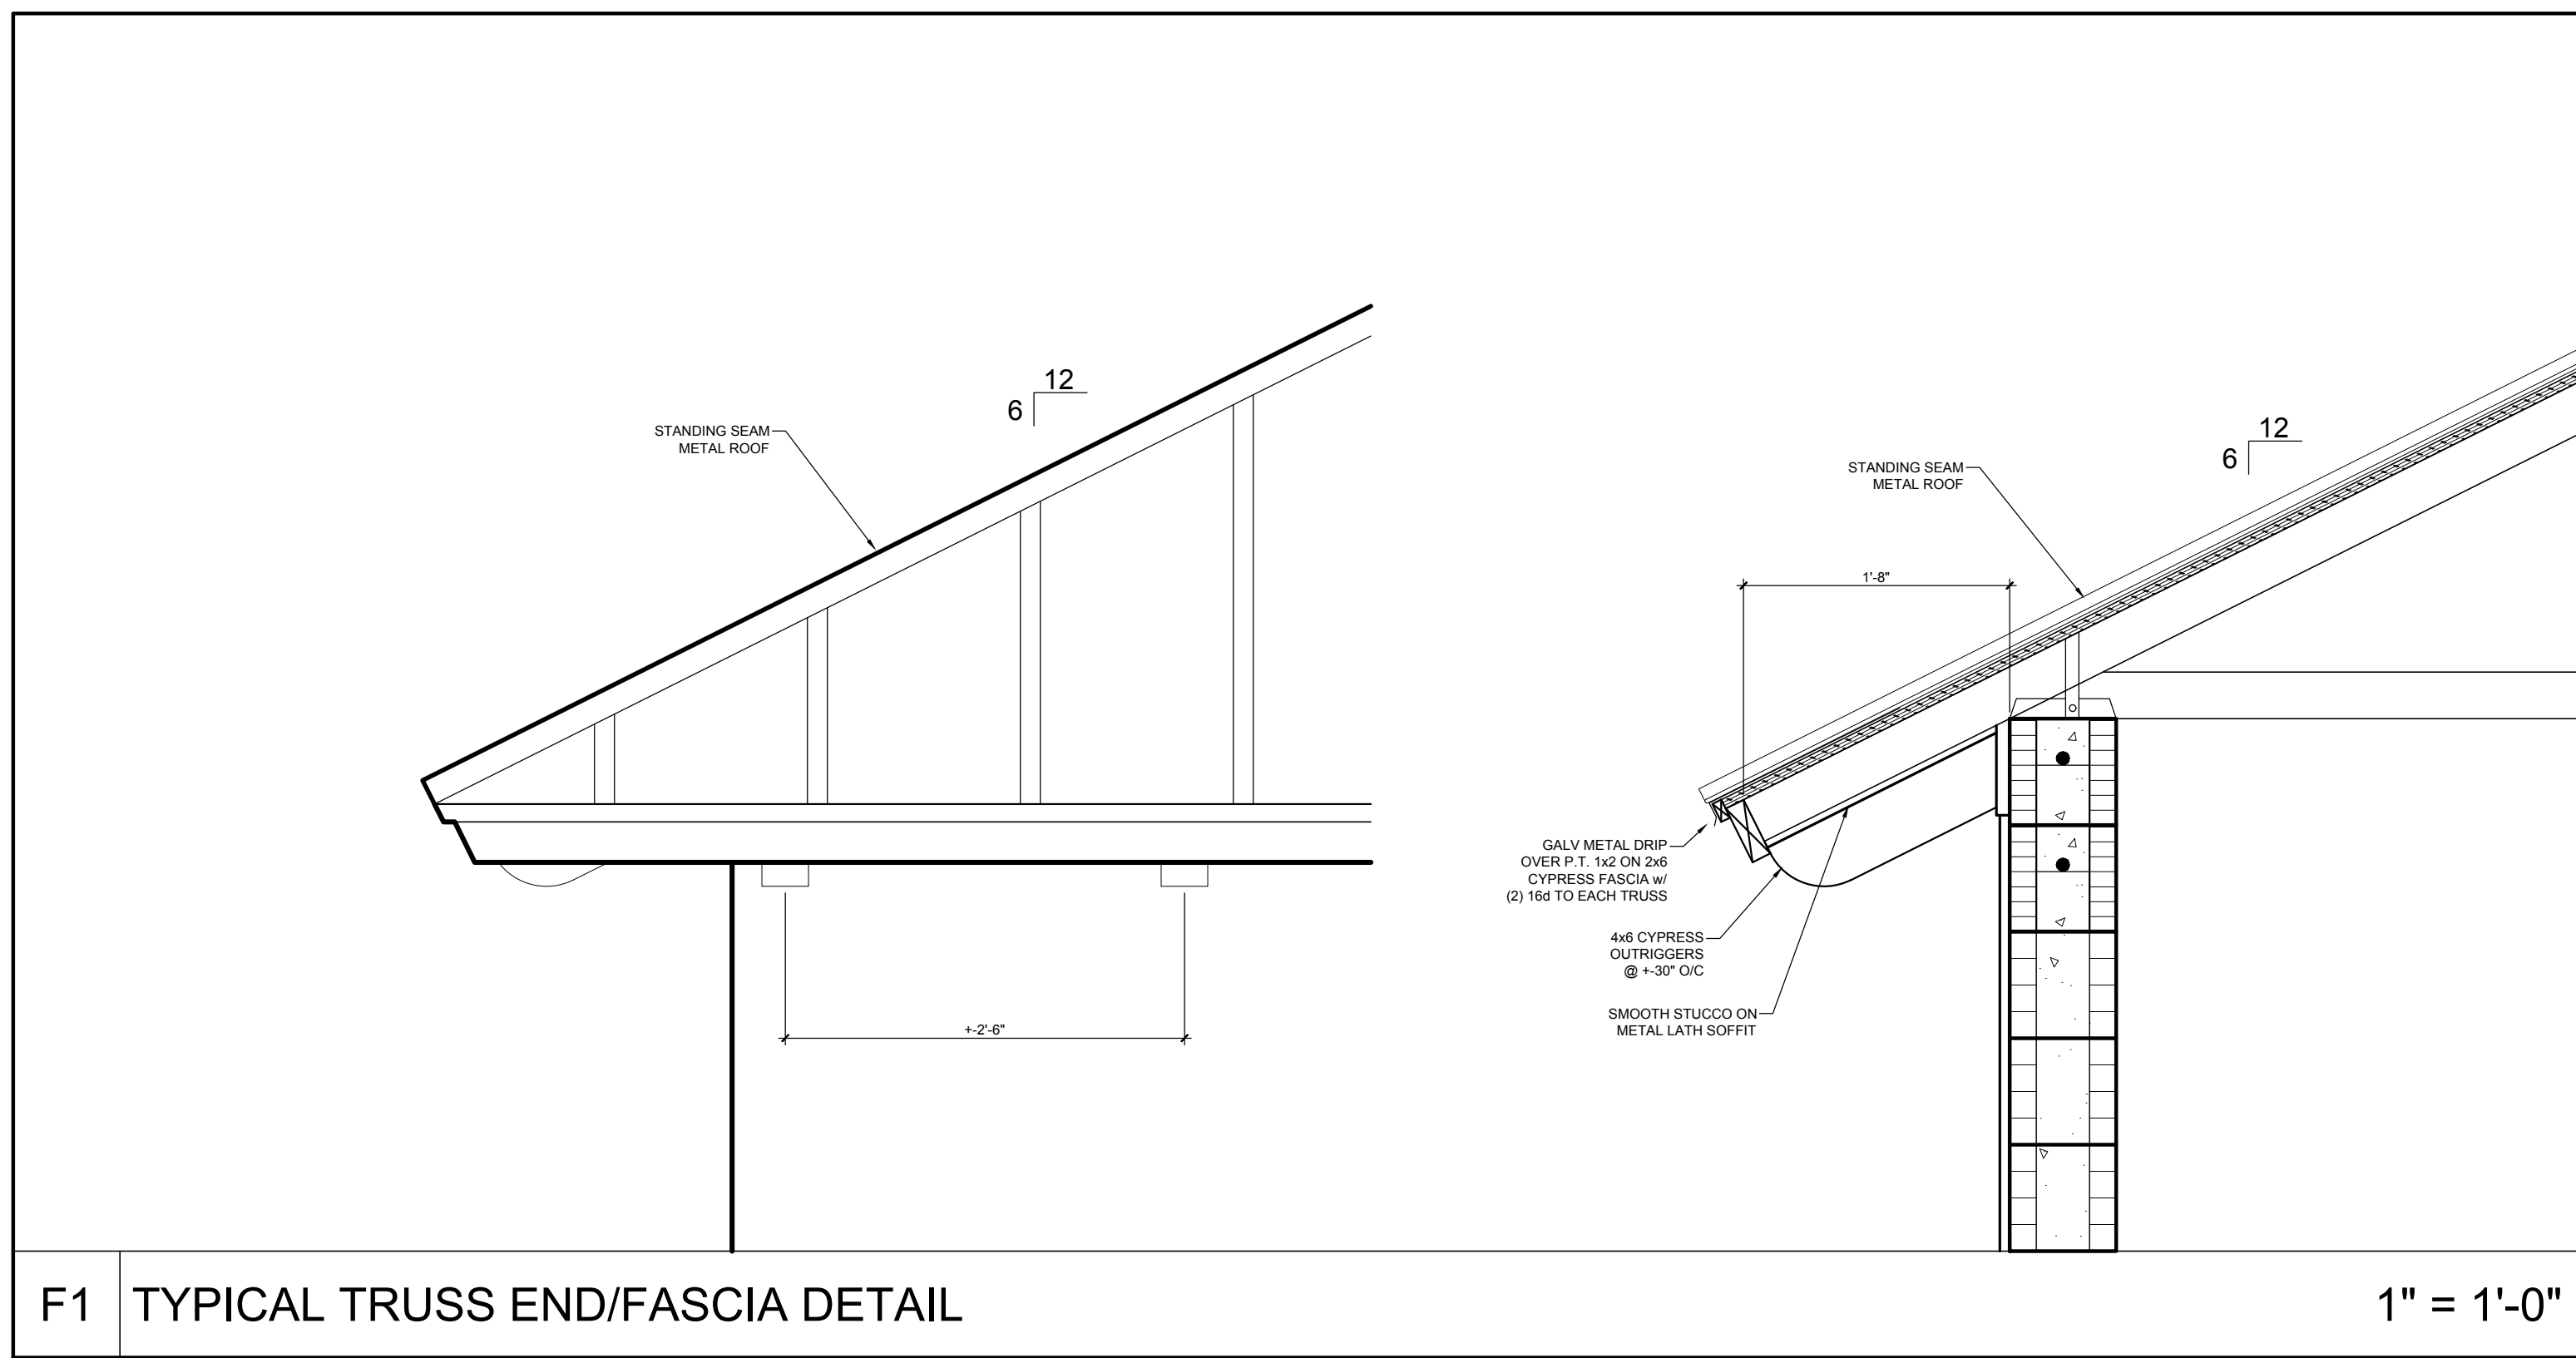 12
6
STANDING SEAM
METAL ROOF
+-2'-6"
12
6
STANDING SEAM
METAL ROOF
1'-8"
GALV METAL DRIP
OVER P.T. 1x2 ON 2x6
CYPRESS FASCIA w/
(2) 16d TO EACH TRUSS
4x6 CYPRESS
OUTRIGGERS
@ +-30" O/C
SMOOTH STUCCO ON
METAL LATH SOFFIT
F1
TYPICAL TRUSS END/FASCIA DETAIL
1" = 1'-0"